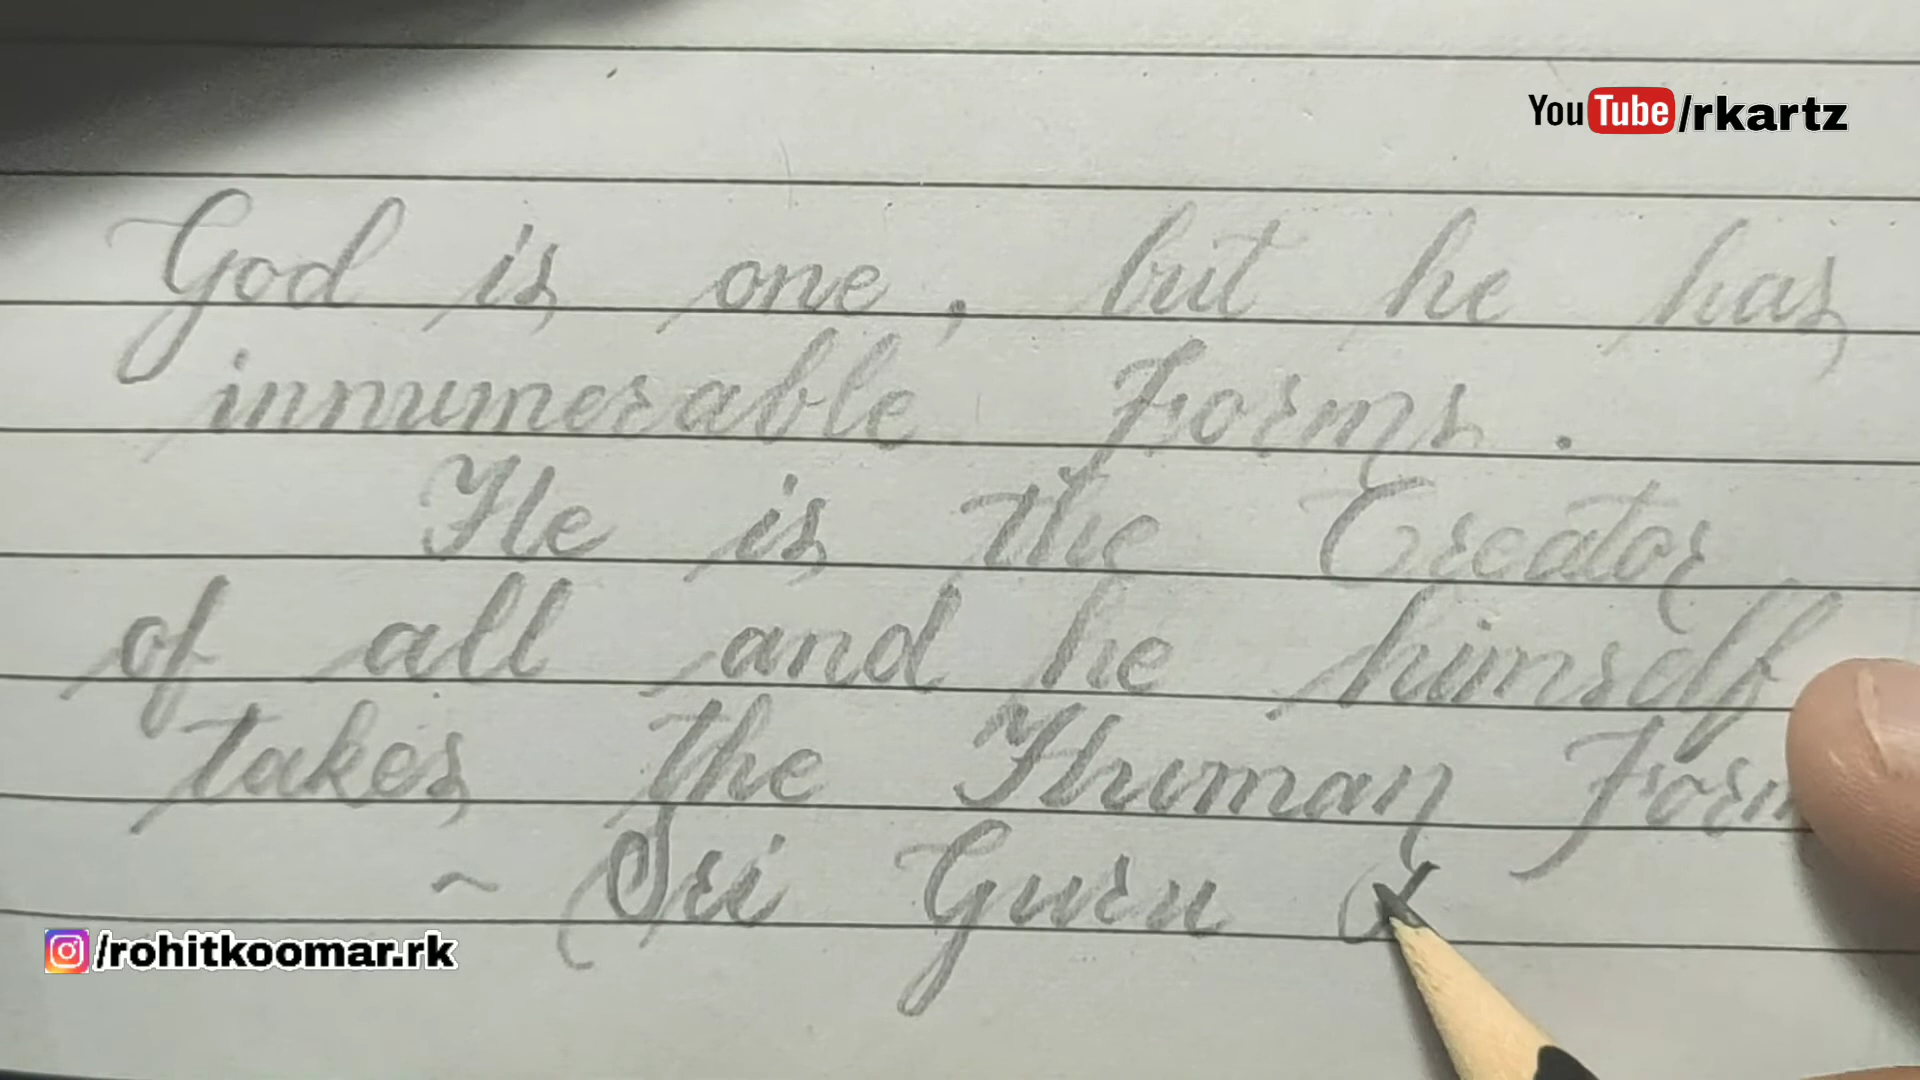 YouTube/rkartz
God is one, but he has
innumerable Forms.
He is the Creator
of all and he himself
takes the Human Form
~ Sri Guru
/rohitkoomar.rk